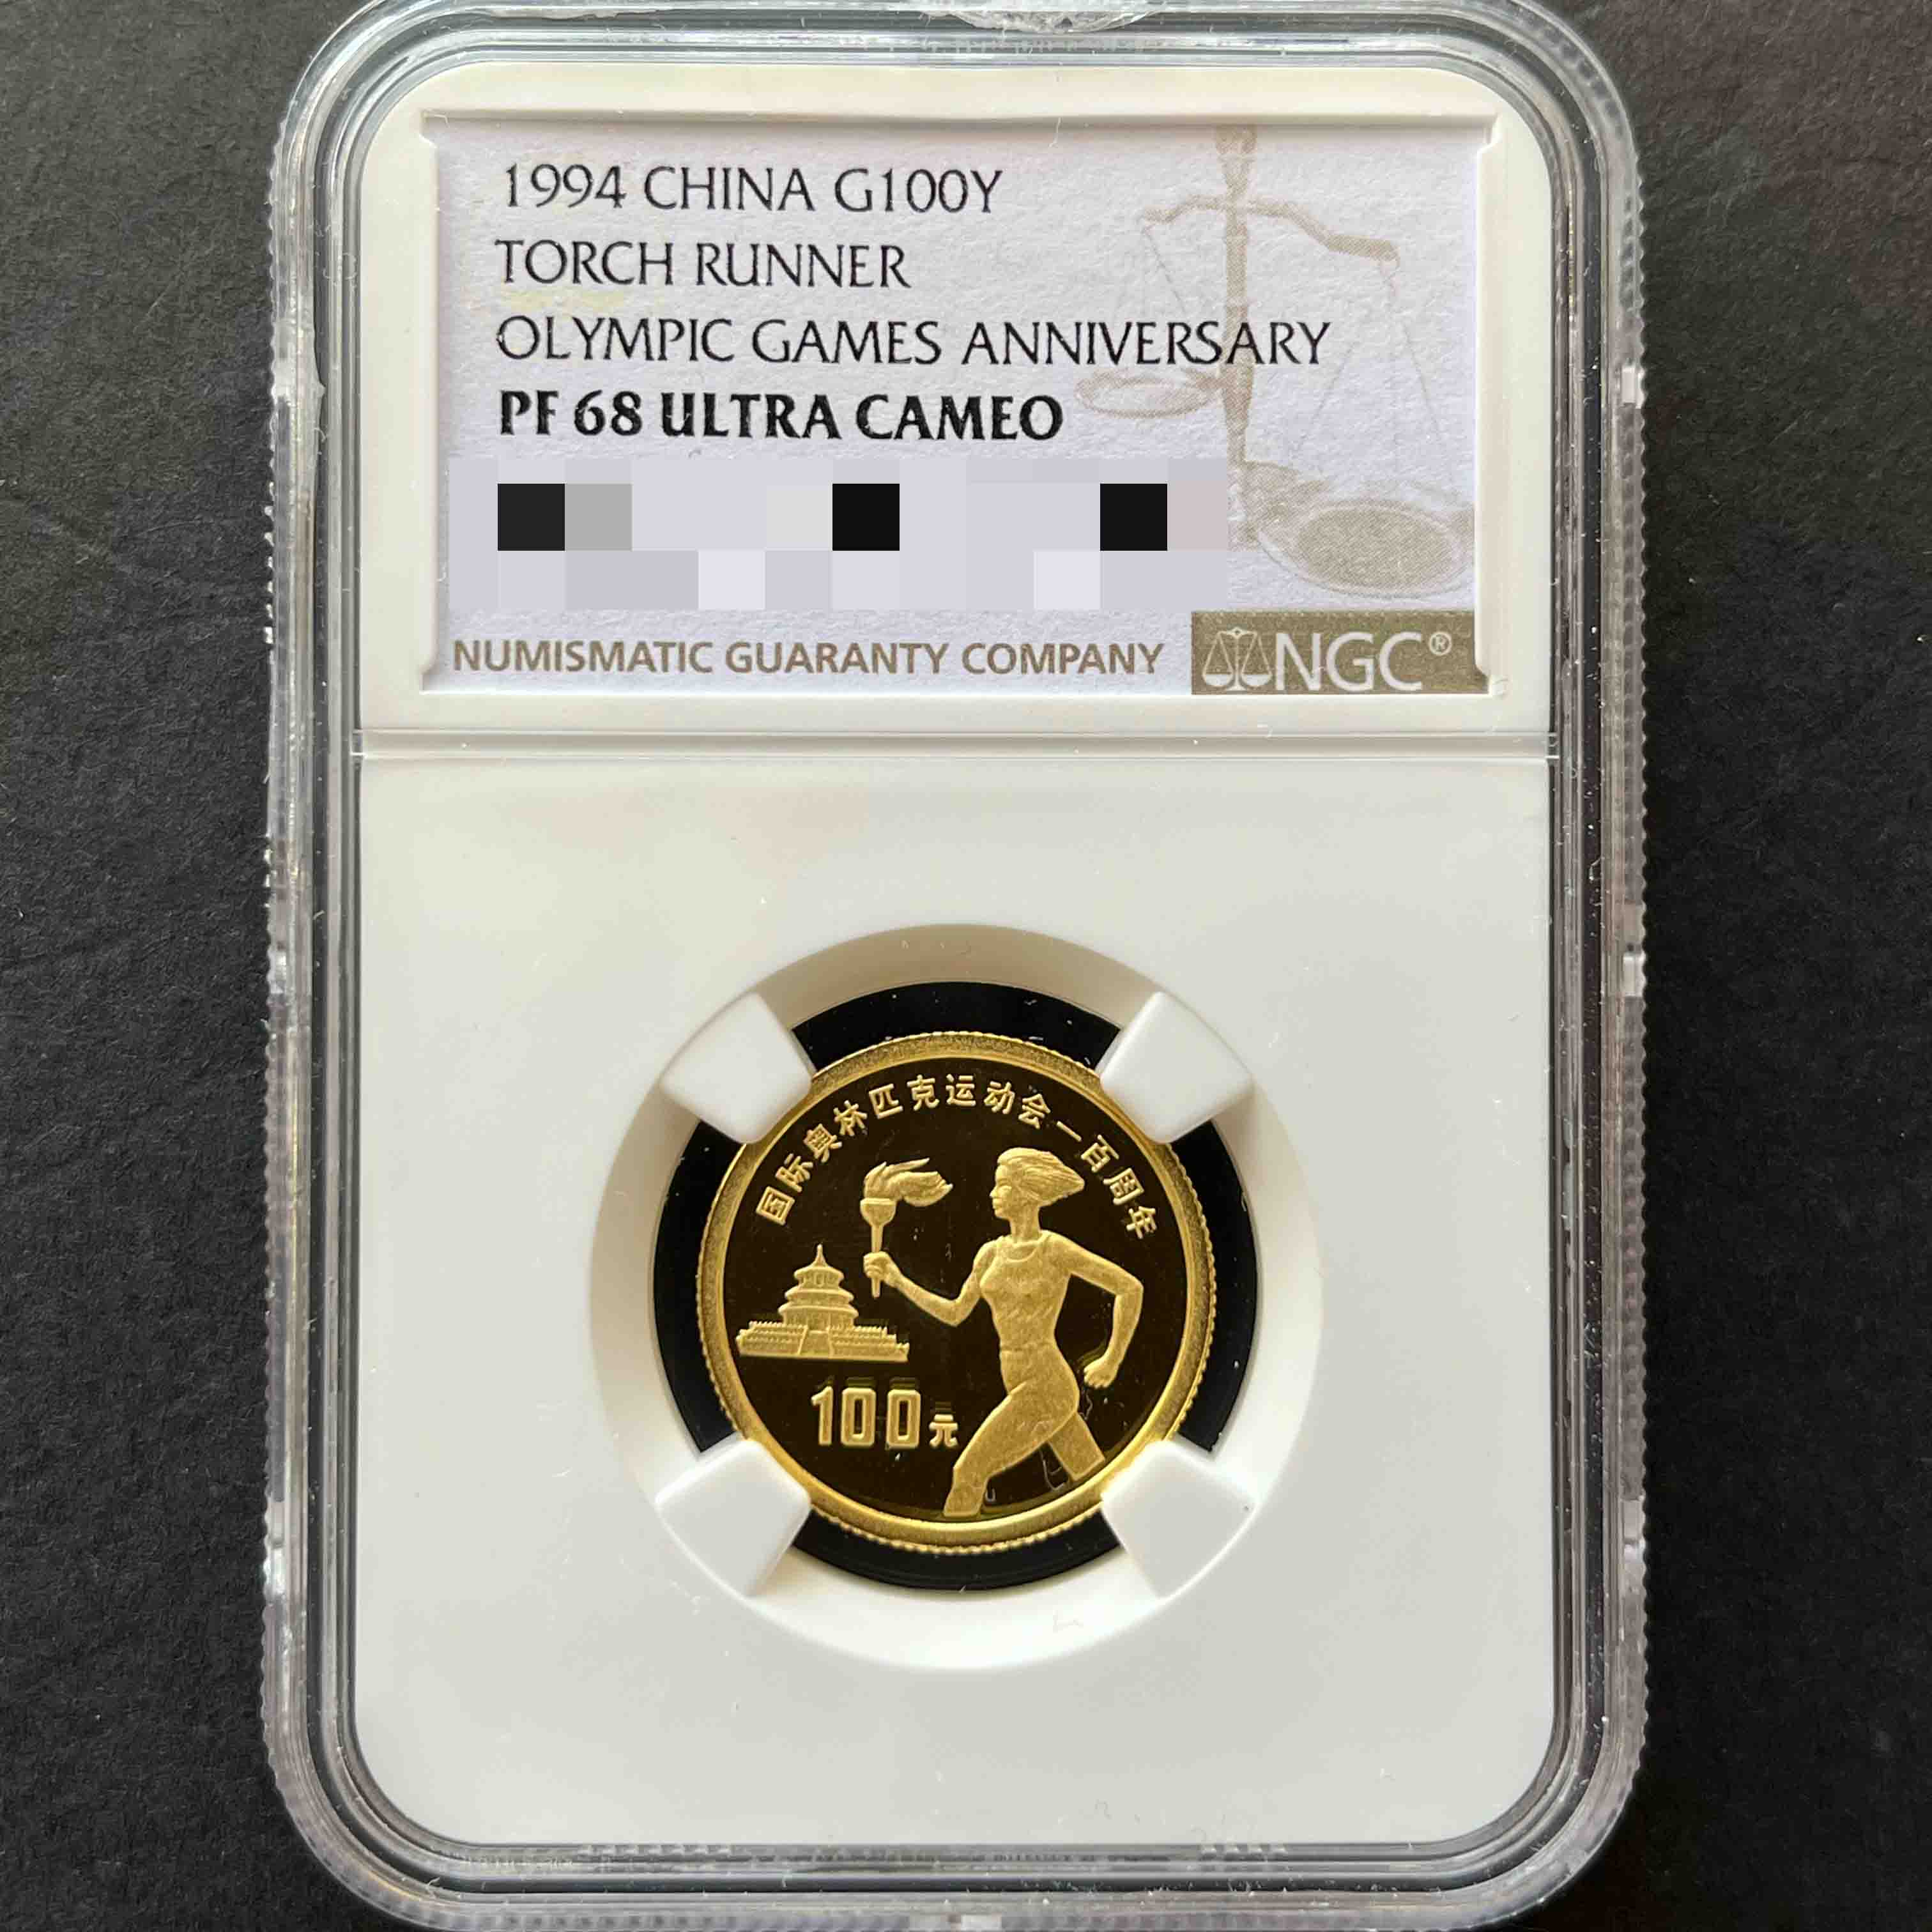 1994 CHINA G100Y
TORCH RUNNER
OLYMPIC GAMES ANNIVERSARY
PF 68 ULTRA CAMEO
NUMISMATIC GUARANTY COMPANY NGC®
国际奥林匹克运动会一百周年
100元